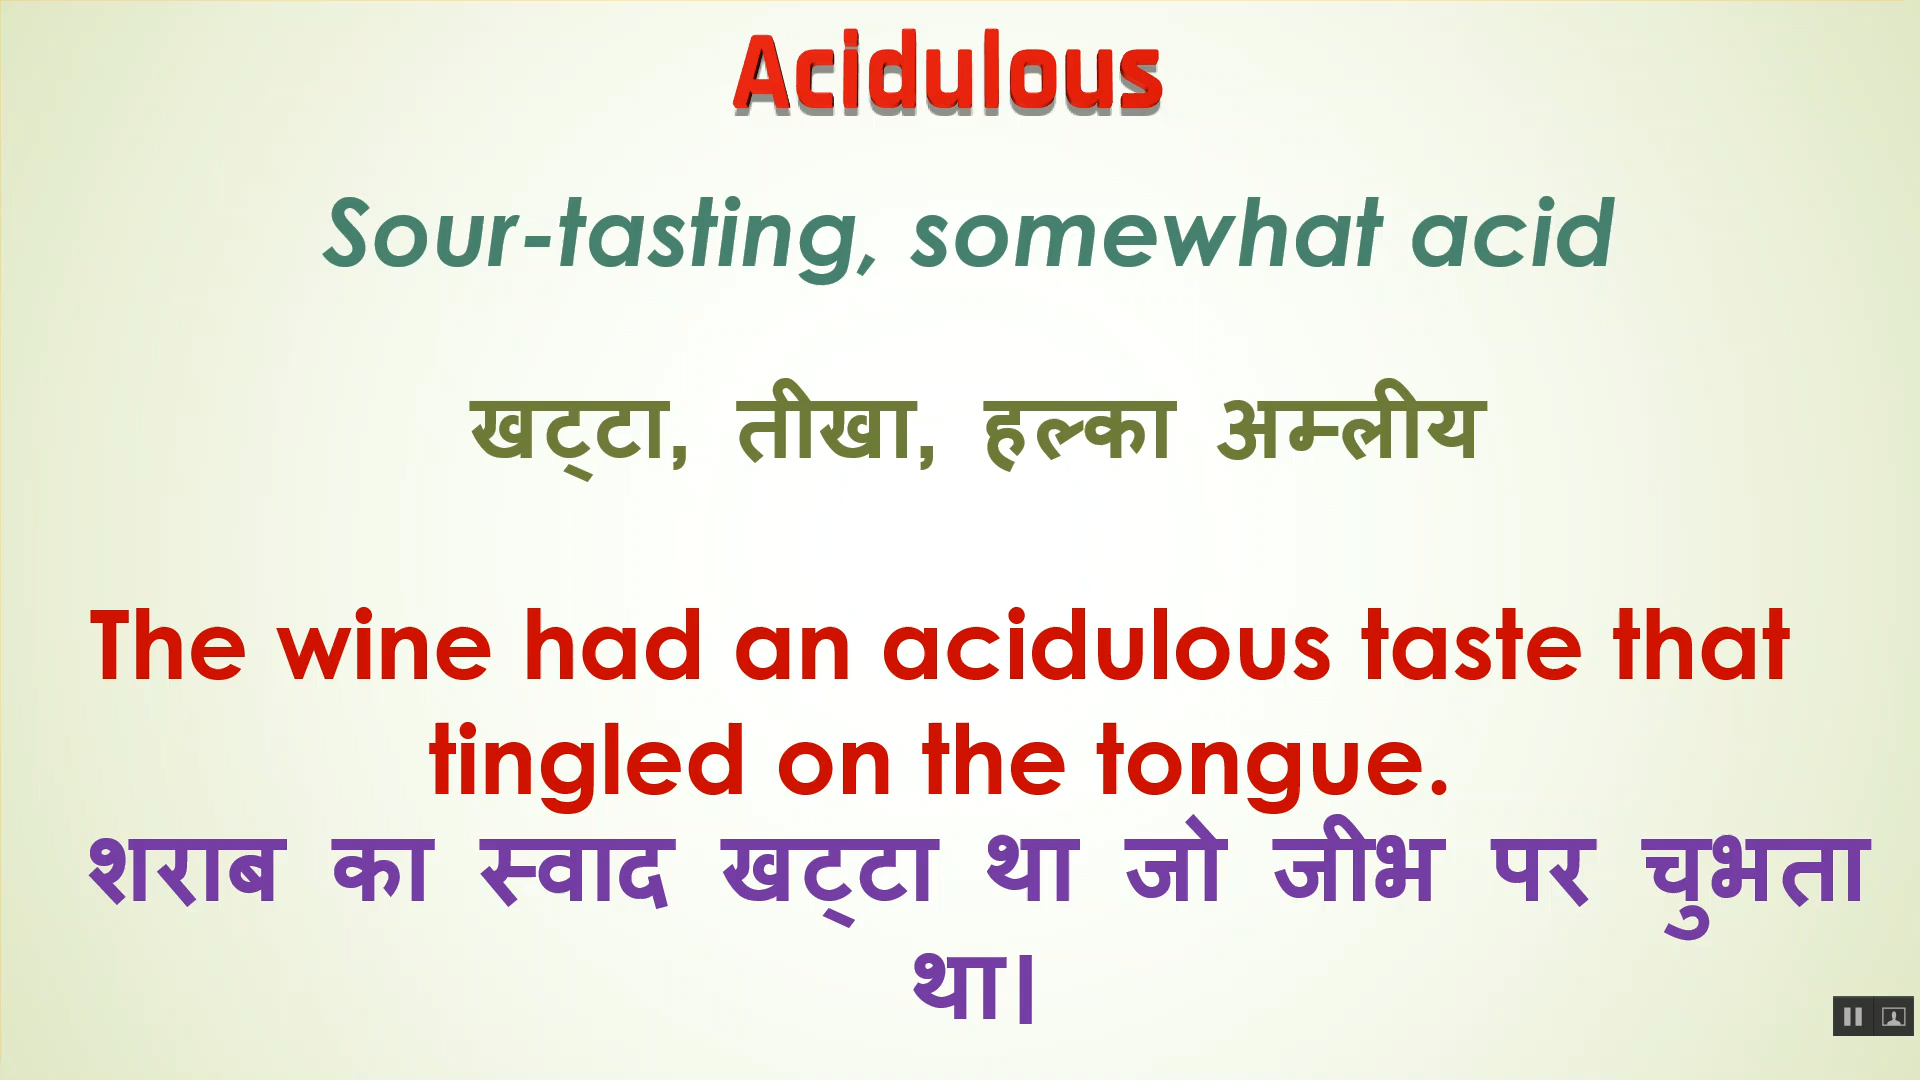 Acidulous
Sour-tasting, somewhat acid
खट्टा, तीखा, हल्का अम्लीय
The wine had an acidulous taste that
tingled on the tongue.
शराब का स्वाद खट्टा था जो जीभ पर चुभता
था।